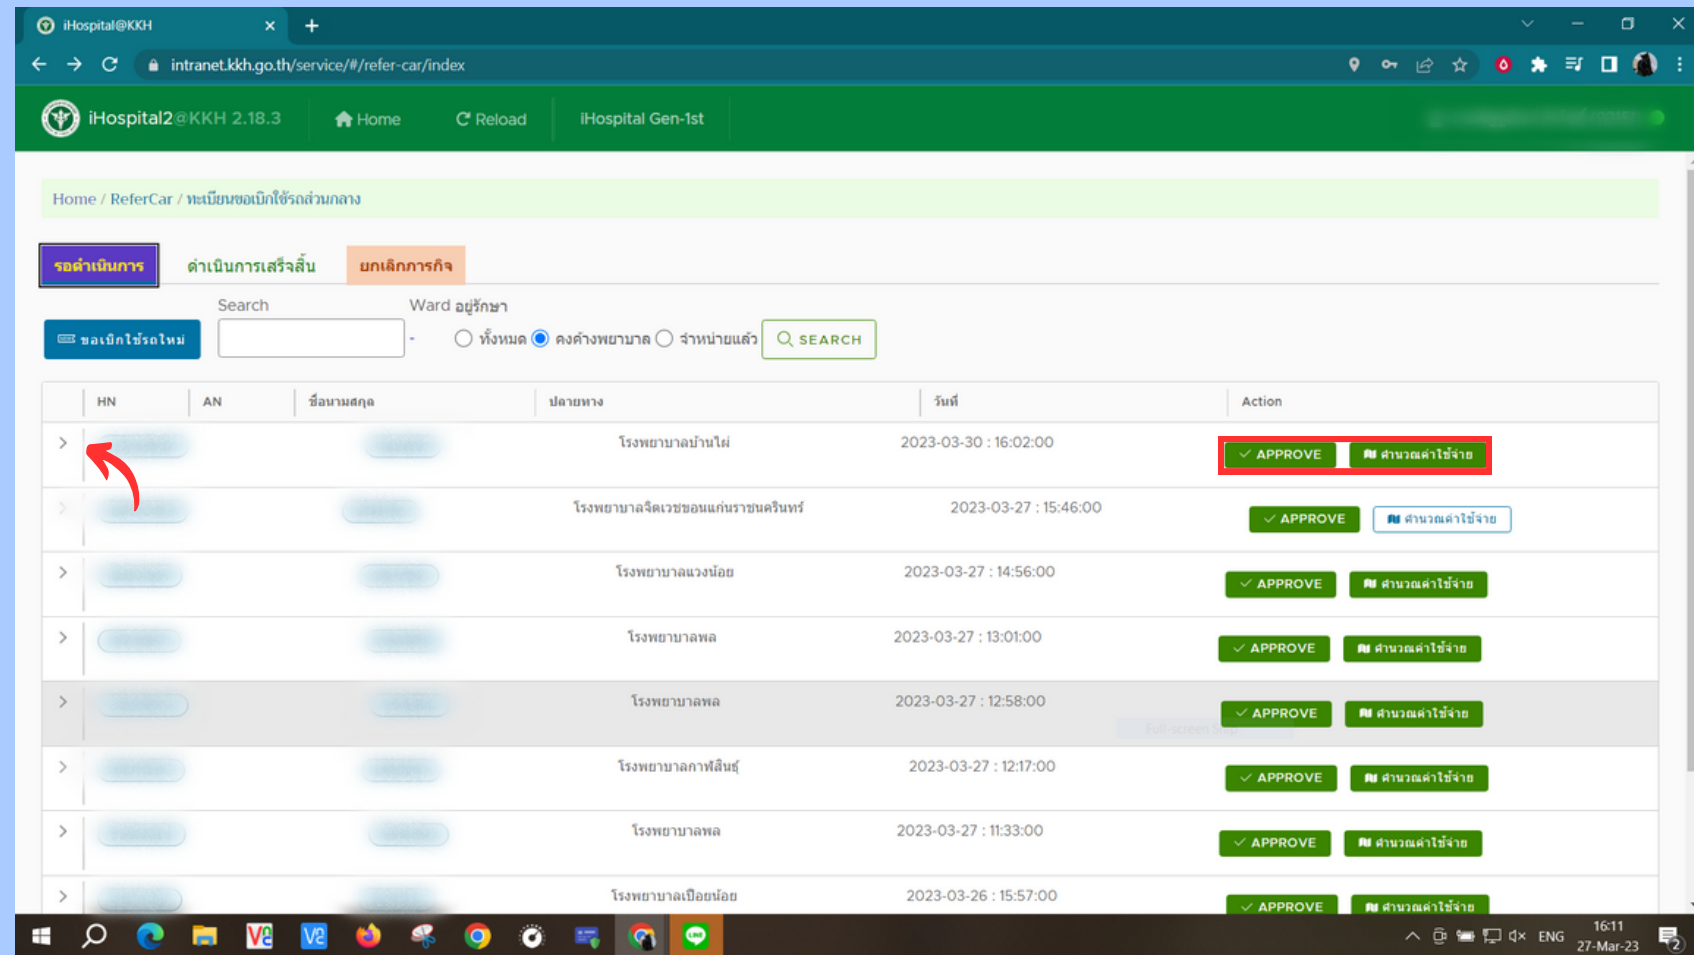 iHospital@KKH
intranet.kkh.go.th/service/#/refer-car/index
iHospital2@KKH 2.18.3 Home Reload iHospital Gen-1st
Home / ReferCar / ทะเบียนขอเบิกใช้รถส่วนกลาง
รอดำเนินการ ดำเนินการเสร็จสิ้น ยกเลิกภารกิจ
Search Ward อยู่รักษา
ขอเบิกใช้รถใหม่ - ทั้งหมด คงค้างพยาบาล จำหน่ายแล้ว SEARCH
HN AN ชื่อนามสกุล ปลายทาง วันที่ Action
โรงพยาบาลบ้านไผ่ 2023-03-30 : 16:02:00 APPROVE คำนวณค่าใช้จ่าย
โรงพยาบาลจิตเวชขอนแก่นราชนครินทร์ 2023-03-27 : 15:46:00 APPROVE คำนวณค่าใช้จ่าย
โรงพยาบาลแวงน้อย 2023-03-27 : 14:56:00 APPROVE คำนวณค่าใช้จ่าย
โรงพยาบาลพล 2023-03-27 : 13:01:00 APPROVE คำนวณค่าใช้จ่าย
โรงพยาบาลพล 2023-03-27 : 12:58:00 APPROVE คำนวณค่าใช้จ่าย
Full-screen Snip
โรงพยาบาลกาฬสินธุ์ 2023-03-27 : 12:17:00 APPROVE คำนวณค่าใช้จ่าย
โรงพยาบาลพล 2023-03-27 : 11:33:00 APPROVE คำนวณค่าใช้จ่าย
โรงพยาบาลเปือยน้อย 2023-03-26 : 15:57:00 APPROVE คำนวณค่าใช้จ่าย
ENG 16:11
27-Mar-23 2